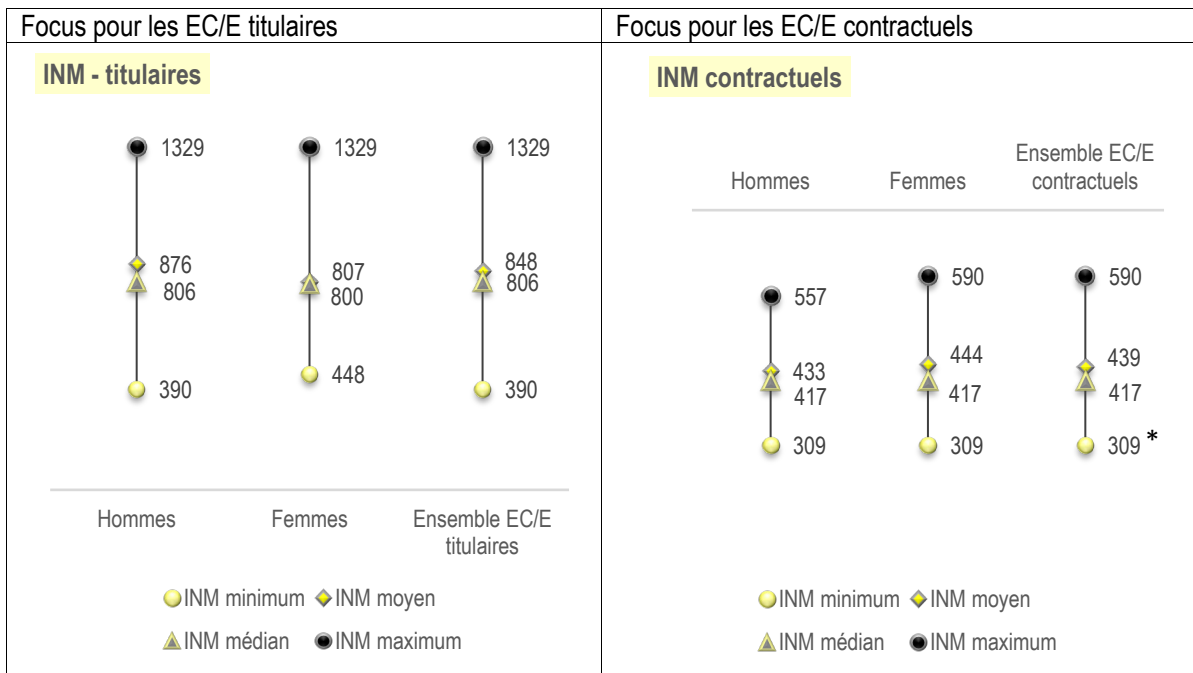 Focus pour les EC/E titulaires
INM - titulaires
1329 1329 1329
876 807 848
806 800 806
390 448 390
Hommes Femmes Ensemble EC/E
titulaires
INM minimum INM moyen
INM médian INM maximum
Focus pour les EC/E contractuels
INM contractuels
Hommes Femmes Ensemble EC/E
contractuels
557 590 590
433 444 439
417 417 417
309 309 309 *
INM minimum INM moyen
INM médian INM maximum